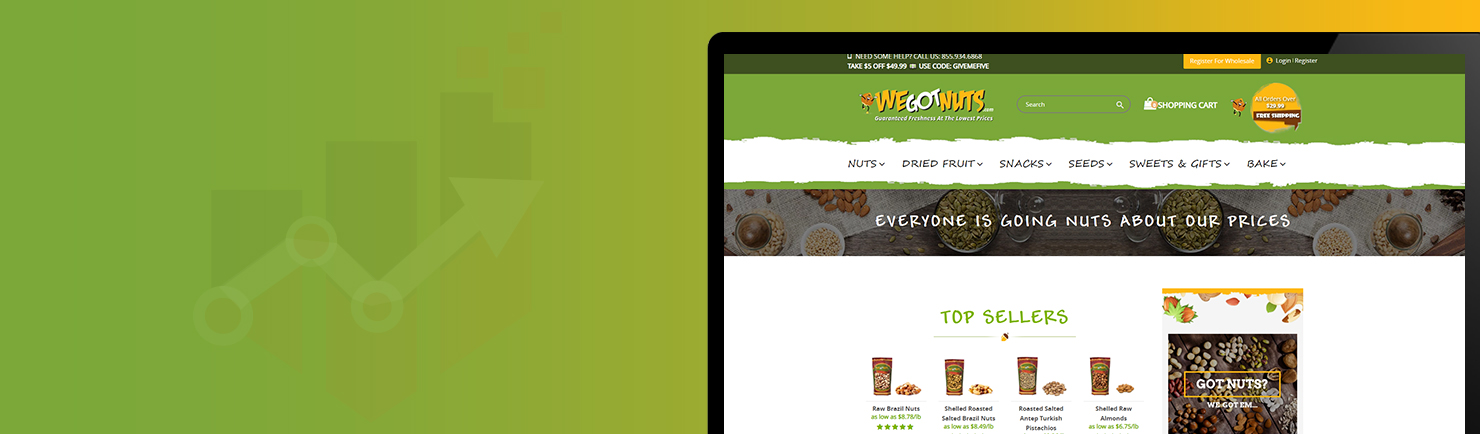 NEED SOME HELP? CALL US: 855.934.6868
TAKE $5 OFF $49.99 USE CODE: GIVEMEFIVE
Register For Wholesale
Login | Register
WEGOTNUTS.com
Guaranteed Freshness At The Lowest Prices
Search
SHOPPING CART
All Orders Over
$29.99
FREE SHIPPING
NUTS DRIED FRUIT SNACKS SEEDS SWEETS & GIFTS BAKE
EVERYONE IS GOING NUTS ABOUT OUR PRICES
TOP SELLERS
Raw Brazil Nuts
as low as $8.78/lb
Shelled Roasted
Salted Brazil Nuts
as low as $8.49/lb
Roasted Salted
Antep Turkish
Pistachios
Shelled Raw
Almonds
as low as $6.75/lb
GOT NUTS?
WE GOT EM...